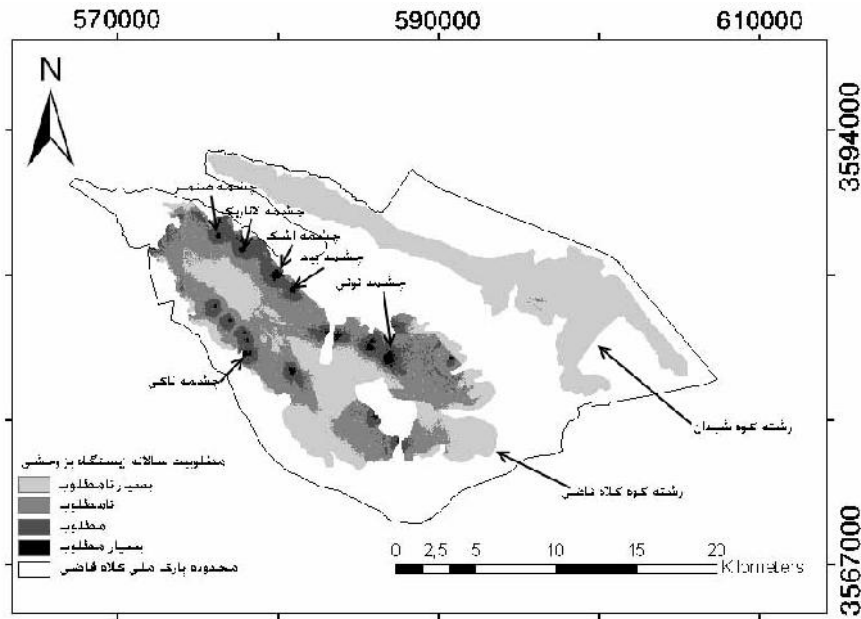 570000 590000 610000
N
3594000
چشمه صنمبر
چشمه لاتاریک
چشمه اشک
چشمه بید
چشمه تونی
چشمه تاکی
رشته کوه شیدان
رشته کوه کلاه قاضی
مطلوبیت سالانه زیستگاه بز وحشی
بسیار نامطلوب
نامطلوب
مطلوب
بسیار مطلوب
محدوده پارک ملی کلاه قاضی
0 2,5 5 10 15 20
Kilometers
3567000